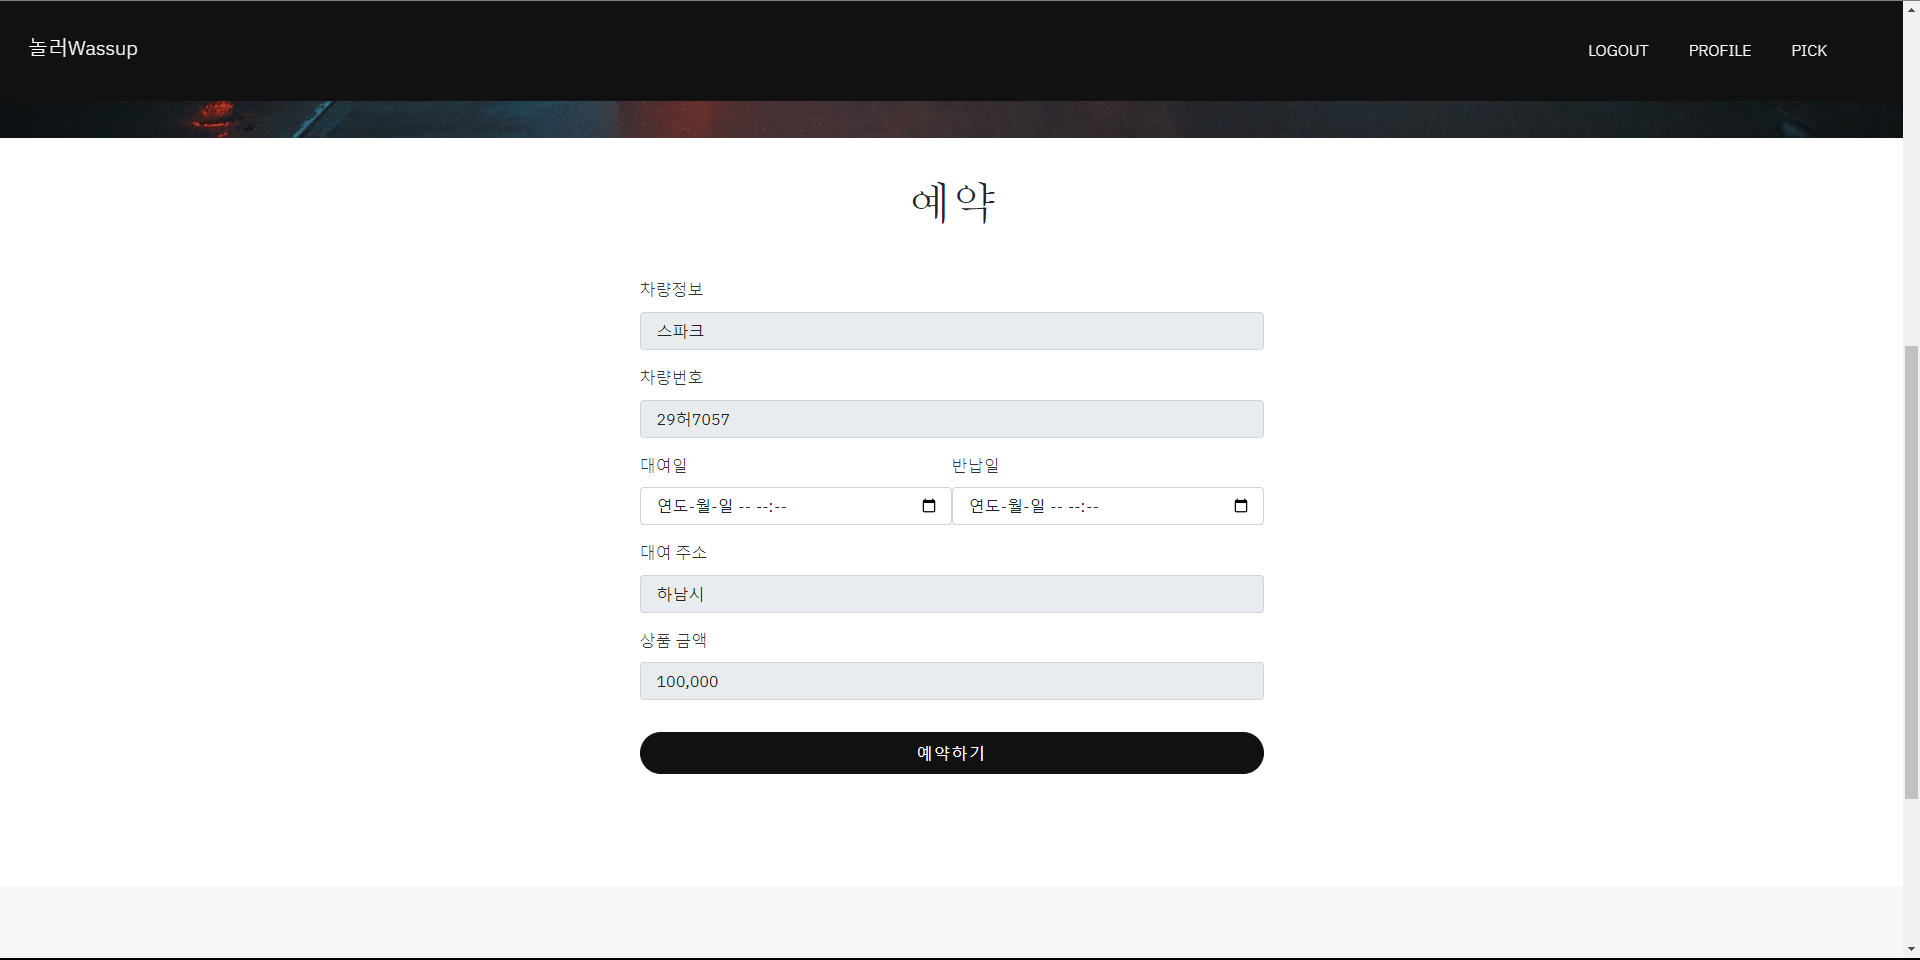 놀러Wassup LOGOUT PROFILE PICK
예약
차량정보
스파크
차량번호
29허7057
대여일 반납일
연도-월-일 -- --:-- 연도-월-일 -- --:--
대여 주소
하남시
상품 금액
100,000
예약하기